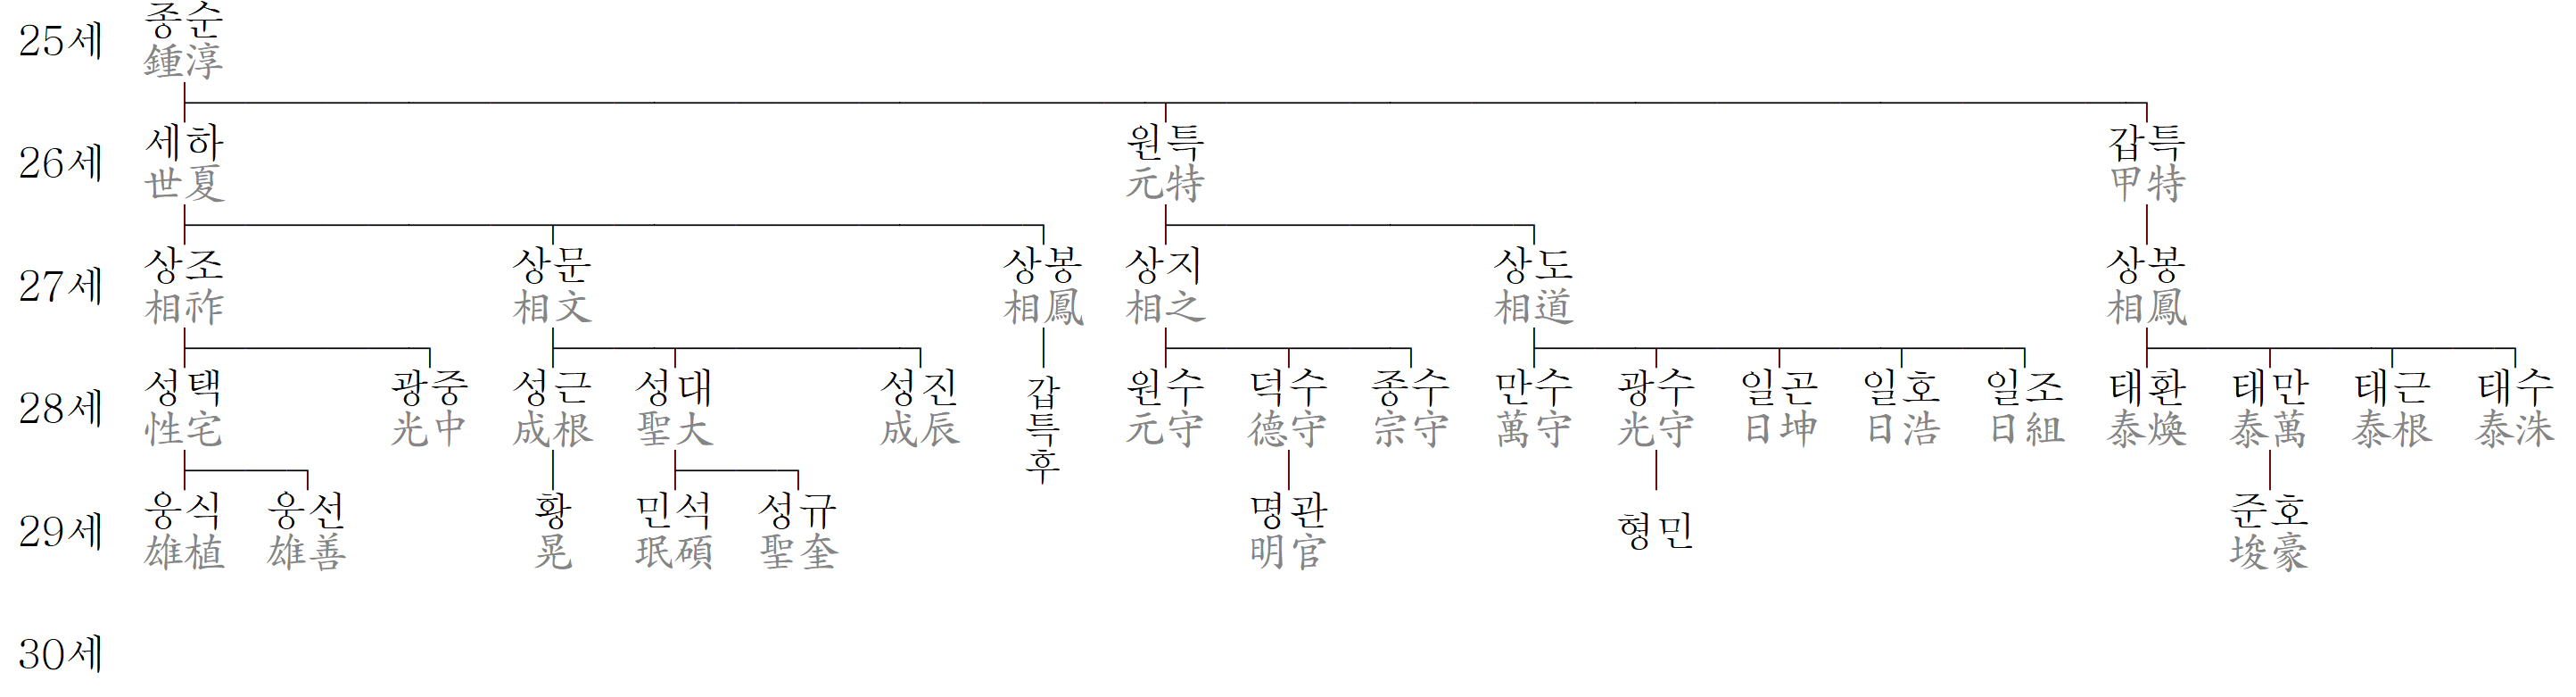 25세 종순
鍾淳
26세 세하 원특 갑특
世夏 元特 甲特
27세 상조 상문 상봉 상지 상도 상봉
相祚 相文 相鳳 相之 相道 相鳳
28세 성택 광중 성근 성대 성진 갑특후 원수 덕수 종수 만수 광수 일곤 일호 일조 태환 태만 태근 태수
性宅 光中 成根 聖大 成辰 元守 德守 宗守 萬守 光守 日坤 日浩 日組 泰煥 泰萬 泰根 泰洙
29세 웅식 웅선 황 민석 성규 명관 형민 준호
雄植 雄善 晃 珉碩 聖奎 明官 埈豪
30세